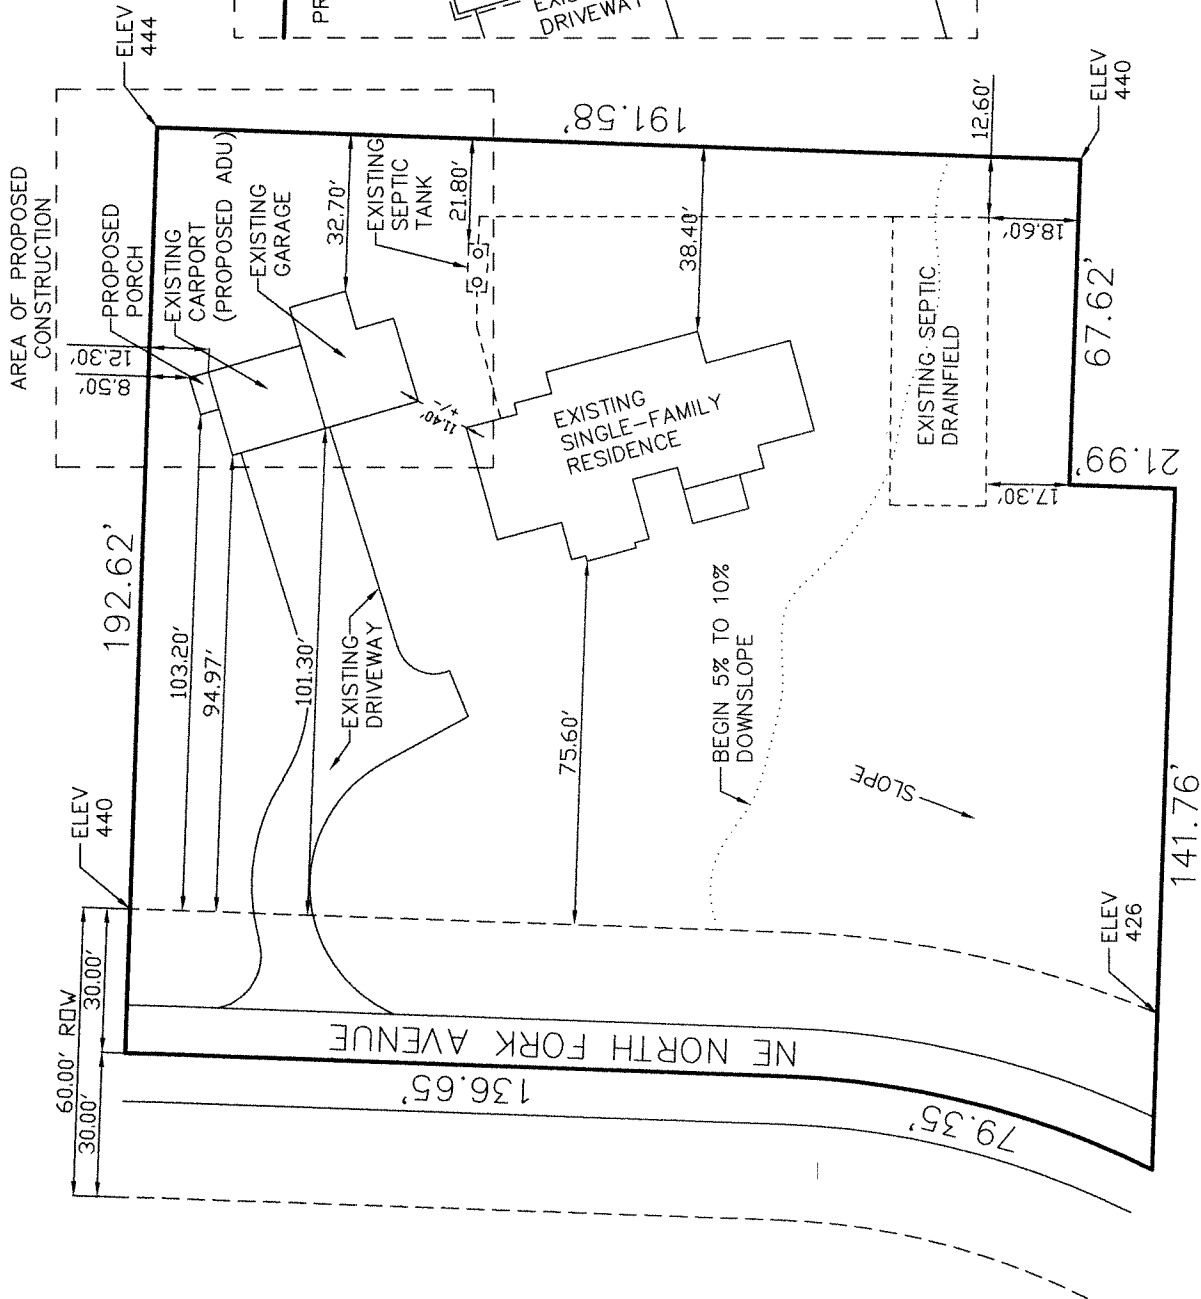 PR
EXIS
DRIVEWAY
ELEV
444
AREA OF PROPOSED
CONSTRUCTION
PROPOSED
PORCH
EXISTING
CARPORT
(PROPOSED ADU)
EXISTING
GARAGE
12.30'
8.50'
32.70'
EXISTING
SEPTIC
TANK
21.80'
191.58'
12.60'
ELEV
440
192.62'
103.20'
94.97'
101.30'
11.40'
+/-
EXISTING
SINGLE-FAMILY
RESIDENCE
38.40'
EXISTING SEPTIC
DRAINFIELD
18.60'
67.62'
21.99'
17.30'
EXISTING
DRIVEWAY
75.60'
BEGIN 5% TO 10%
DOWNSLOPE
SLOPE
141.76'
ELEV
440
ELEV
426
60.00' ROW
30.00'
30.00'
NE NORTH FORK AVENUE
136.65'
79.35'